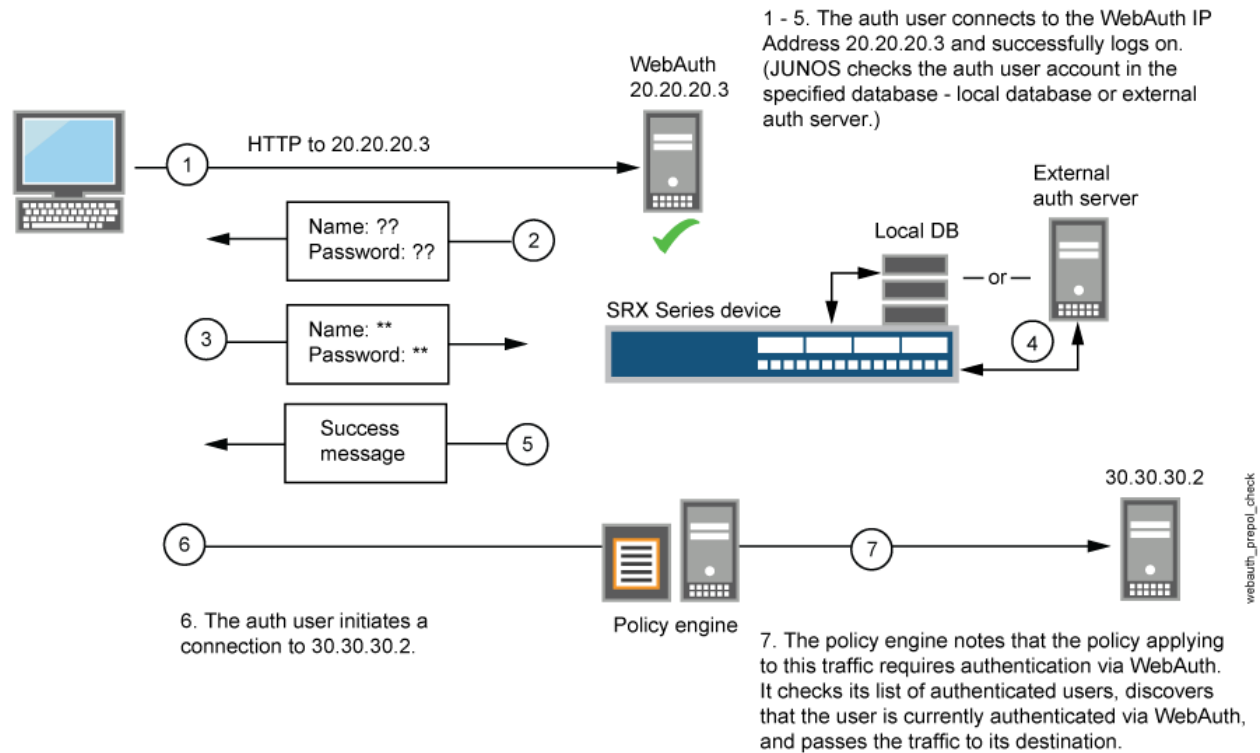 1 - 5. The auth user connects to the WebAuth IP
Address 20.20.20.3 and successfully logs on.
(JUNOS checks the auth user account in the
specified database - local database or external
auth server.)
WebAuth
20.20.20.3
HTTP to 20.20.20.3
1
External
auth server
Name: ??
Password: ??
2
Local DB
or
SRX Series device
3
Name: **
Password: **
4
Success
message
5
30.30.30.2
6
7
Policy engine
6. The auth user initiates a
connection to 30.30.30.2.
7. The policy engine notes that the policy applying
to this traffic requires authentication via WebAuth.
It checks its list of authenticated users, discovers
that the user is currently authenticated via WebAuth,
and passes the traffic to its destination.
webauth_prepol_check